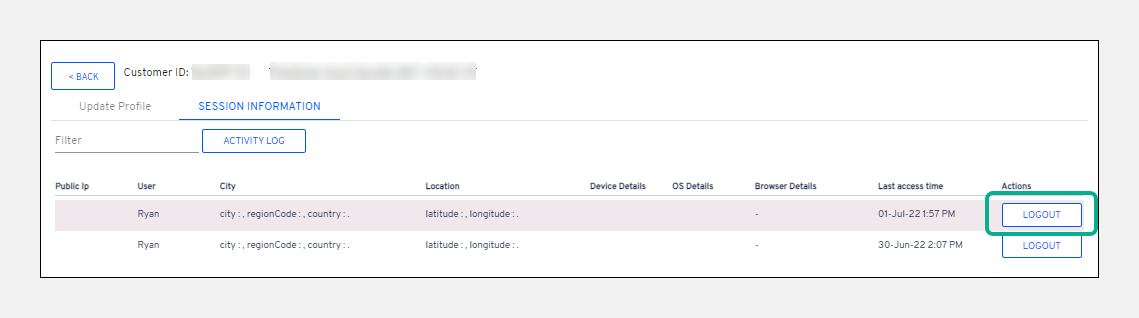 < BACK Customer ID:
Update Profile SESSION INFORMATION
Filter ACTIVITY LOG
Public Ip User City Location Device Details OS Details Browser Details Last access time Actions
Ryan city : , regionCode : , country : . latitude : , longitude : . - 01-Jul-22 1:57 PM LOGOUT
Ryan city : , regionCode : , country : . latitude : , longitude : . - 30-Jun-22 2:07 PM LOGOUT